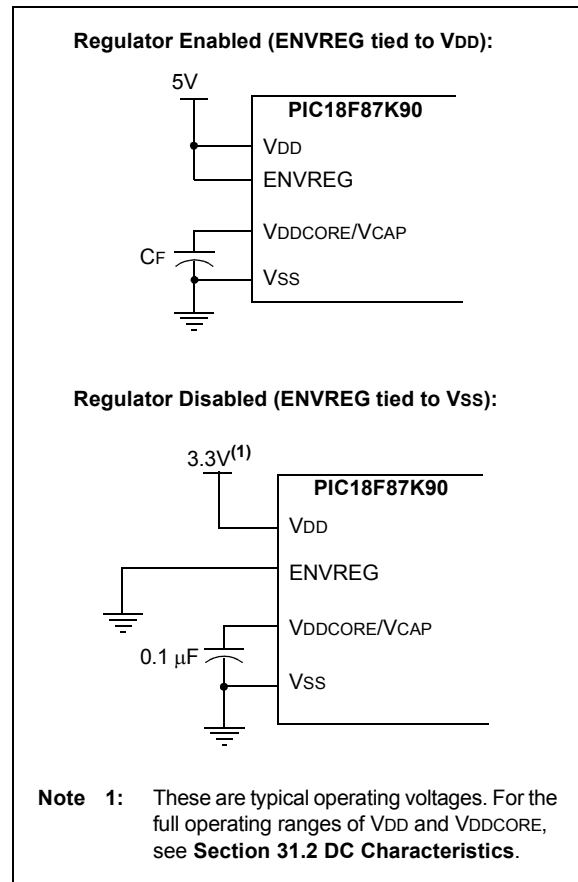 Regulator Enabled (ENVREG tied to VDD):
5V
PIC18F87K90
VDD
ENVREG
VDDCORE/VCAP
CF
VSS
Regulator Disabled (ENVREG tied to VSS):
3.3V(1)
PIC18F87K90
VDD
ENVREG
VDDCORE/VCAP
0.1 μF
VSS
Note 1: These are typical operating voltages. For the
full operating ranges of VDD and VDDCORE,
see Section 31.2 DC Characteristics.